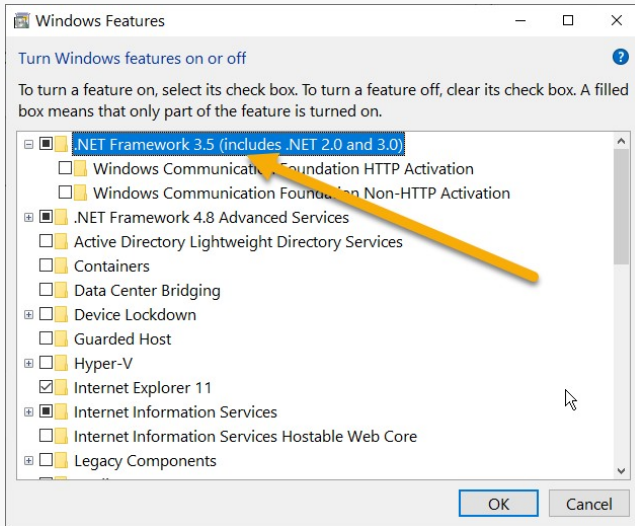 Windows Features
Turn Windows features on or off
To turn a feature on, select its check box. To turn a feature off, clear its check box. A filled
box means that only part of the feature is turned on.
.NET Framework 3.5 (includes .NET 2.0 and 3.0)
Windows Communication Foundation HTTP Activation
Windows Communication Foundation Non-HTTP Activation
.NET Framework 4.8 Advanced Services
Active Directory Lightweight Directory Services
Containers
Data Center Bridging
Device Lockdown
Guarded Host
Hyper-V
Internet Explorer 11
Internet Information Services
Internet Information Services Hostable Web Core
Legacy Components
OK Cancel